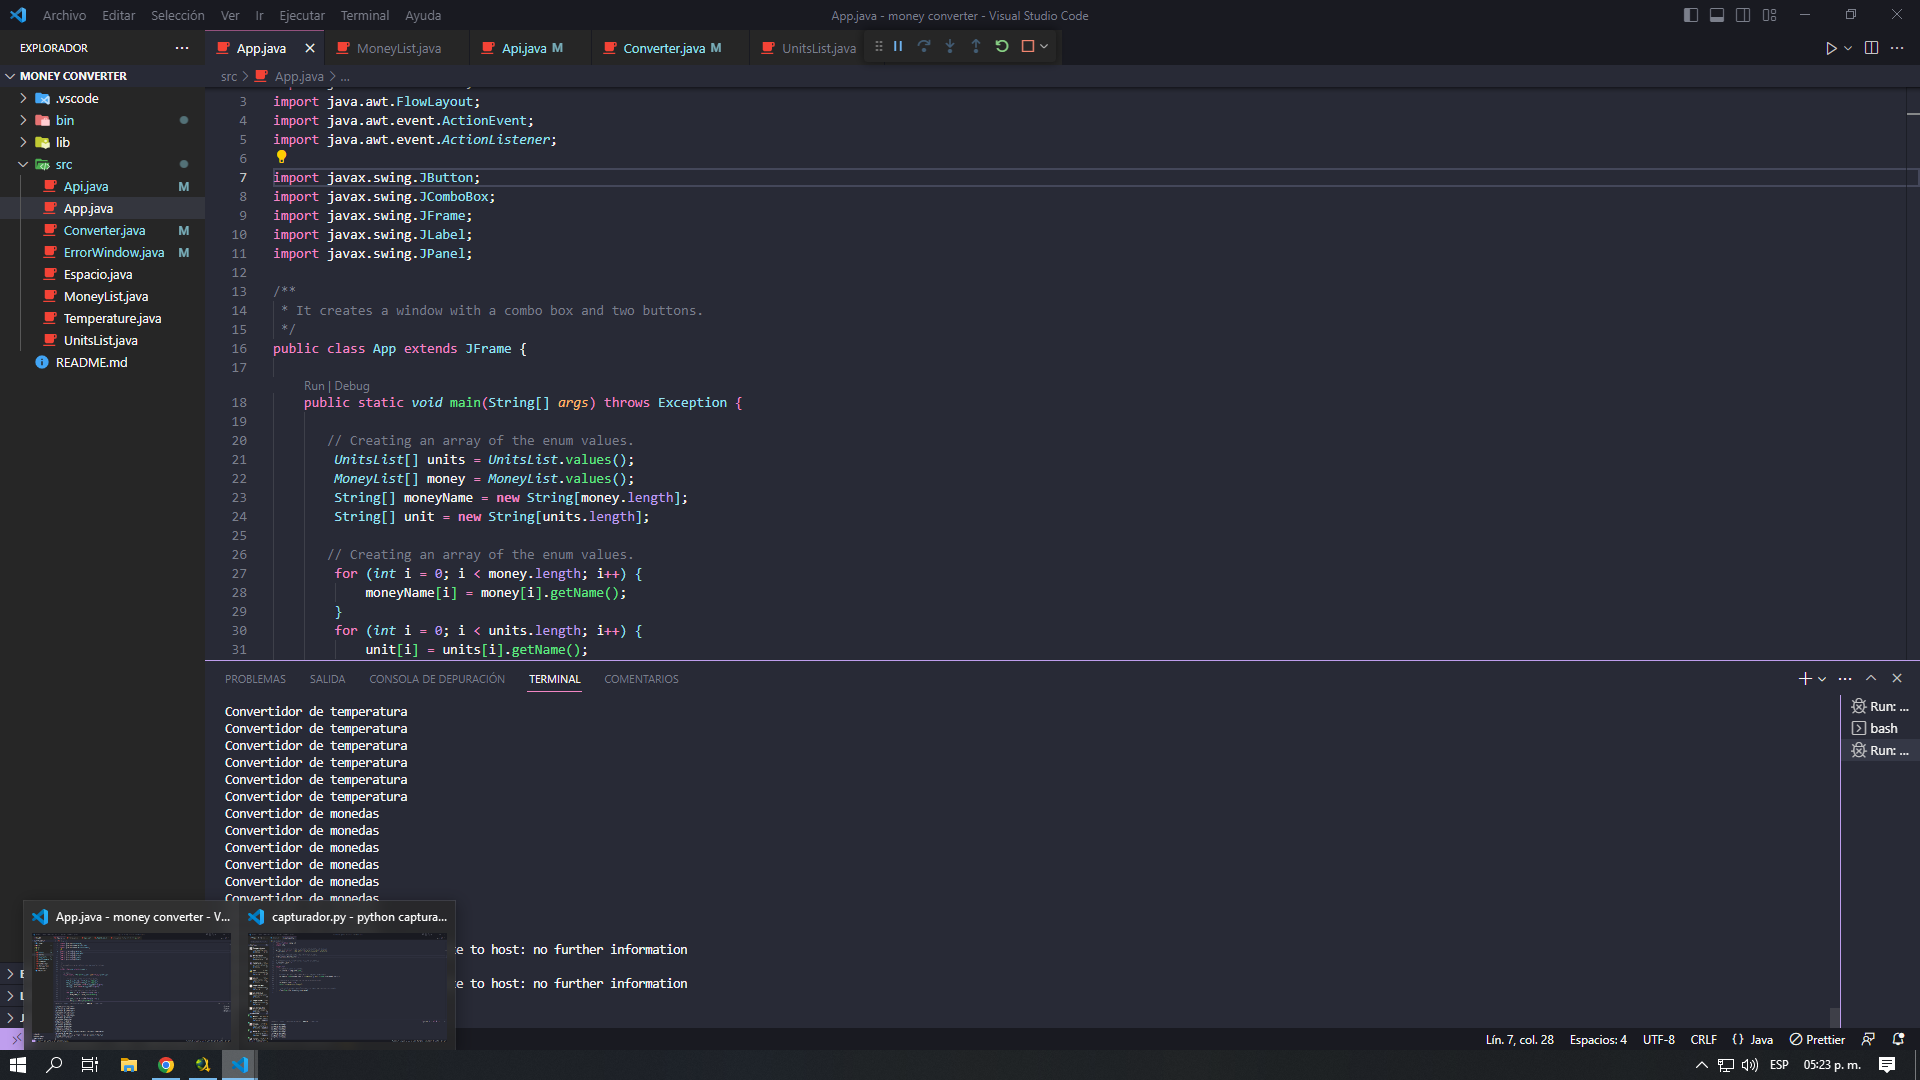 Archivo Editar Selección Ver Ir Ejecutar Terminal Ayuda
App.java - money converter - Visual Studio Code
EXPLORADOR
App.java
MoneyList.java
Api.java M
Converter.java M
UnitsList.java
MONEY CONVERTER
.vscode
bin
lib
src
Api.java M
App.java
Converter.java M
ErrorWindow.java M
Espacio.java
MoneyList.java
Temperature.java
UnitsList.java
README.md
src > App.java > ...
3 import java.awt.FlowLayout;
4 import java.awt.event.ActionEvent;
5 import java.awt.event.ActionListener;
6
7 import javax.swing.JButton;
8 import javax.swing.JComboBox;
9 import javax.swing.JFrame;
10 import javax.swing.JLabel;
11 import javax.swing.JPanel;
12
13 /**
14 * It creates a window with a combo box and two buttons.
15 */
16 public class App extends JFrame {
17
Run | Debug
18 public static void main(String[] args) throws Exception {
19
20 // Creating an array of the enum values.
21 UnitsList[] units = UnitsList.values();
22 MoneyList[] money = MoneyList.values();
23 String[] moneyName = new String[money.length];
24 String[] unit = new String[units.length];
25
26 // Creating an array of the enum values.
27 for (int i = 0; i < money.length; i++) {
28 moneyName[i] = money[i].getName();
29 }
30 for (int i = 0; i < units.length; i++) {
31 unit[i] = units[i].getName();
PROBLEMAS SALIDA CONSOLA DE DEPURACIÓN TERMINAL COMENTARIOS
Convertidor de temperatura
Convertidor de temperatura
Convertidor de temperatura
Convertidor de temperatura
Convertidor de temperatura
Convertidor de temperatura
Convertidor de monedas
Convertidor de monedas
Convertidor de monedas
Convertidor de monedas
Convertidor de monedas
Convertidor de monedas
te to host: no further information
te to host: no further information
Run: ...
bash
Run: ...
App.java - money converter - V...
capturador.py - python captura...
Lín. 7, col. 28 Espacios: 4 UTF-8 CRLF {} Java Prettier
ESP 05:23 p. m.